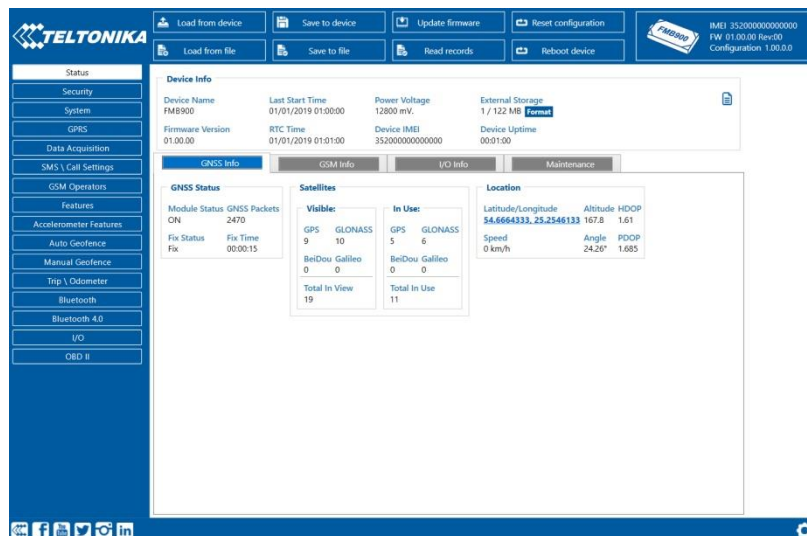 TELTONIKA
Load from device
Save to device
Update firmware
Reset configuration
Load from file
Save to file
Read records
Reboot device
FMB900
IMEI 352000000000000
FW 01.00.00 Rev:00
Configuration 1.00.0.0
Status
Security
System
GPRS
Data Acquisition
SMS \ Call Settings
GSM Operators
Features
Accelerometer Features
Auto Geofence
Manual Geofence
Trip \ Odometer
Bluetooth
Bluetooth 4.0
I/O
OBD II
Device Info
Device Name Last Start Time Power Voltage External Storage
FMB900 01/01/2019 01:00:00 12800 mV. 1 / 122 MB Format
Firmware Version RTC Time Device IMEI Device Uptime
01.00.00 01/01/2019 01:01:00 352000000000000 00:01:00
GNSS Info GSM Info I/O Info Maintenance
GNSS Status
Module Status GNSS Packets
ON 2470
Fix Status Fix Time
Fix 00:00:15
Satellites
Visible:
GPS GLONASS
9 10
BeiDou Galileo
0 0
Total In View
19
In Use:
GPS GLONASS
5 6
BeiDou Galileo
0 0
Total In Use
11
Location
Latitude/Longitude Altitude HDOP
54.6664333, 25.2546133 167.8 1.61
Speed Angle PDOP
0 km/h 24.26° 1.685
f
You
in